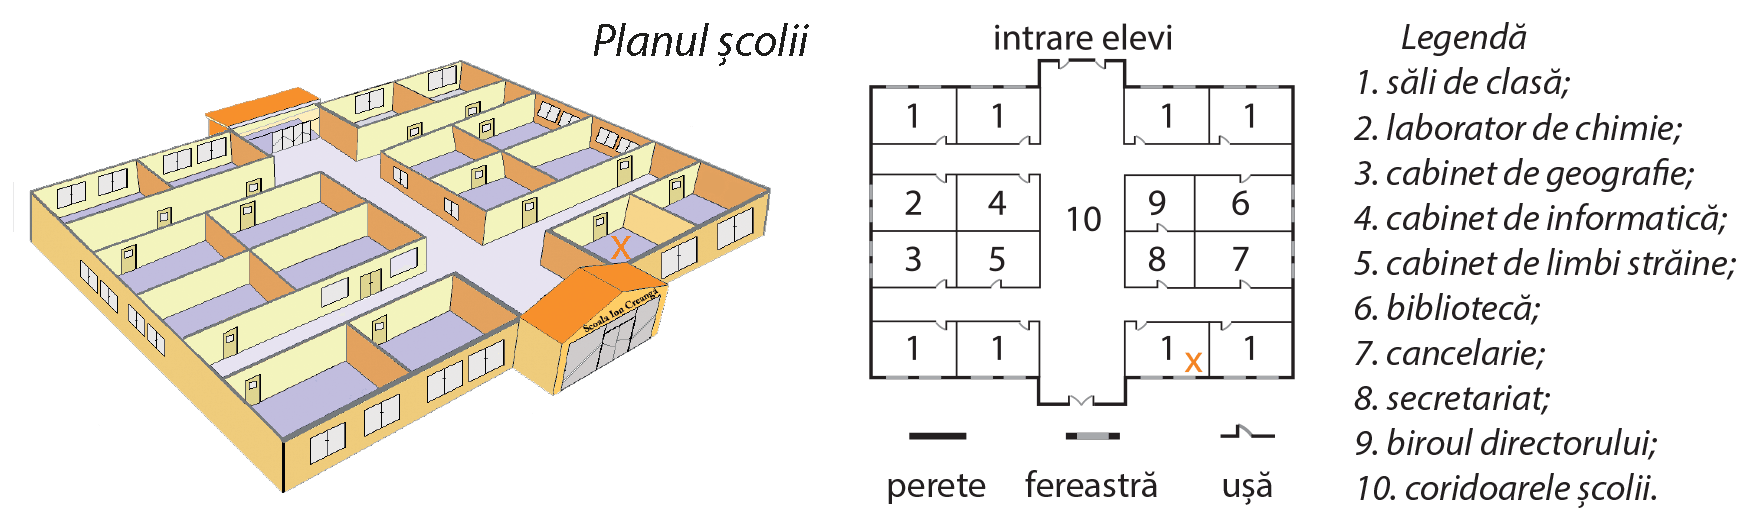 Planul școlii
Școala Ion Creangă
X
intrare elevi
1 1 1 1
2 4 10 9 6
3 5 8 7
1 1 1 x 1
perete fereastră ușă
Legendă
1. săli de clasă;
2. laborator de chimie;
3. cabinet de geografie;
4. cabinet de informatică;
5. cabinet de limbi străine;
6. bibliotecă;
7. cancelarie;
8. secretariat;
9. biroul directorului;
10. coridoarele școlii.